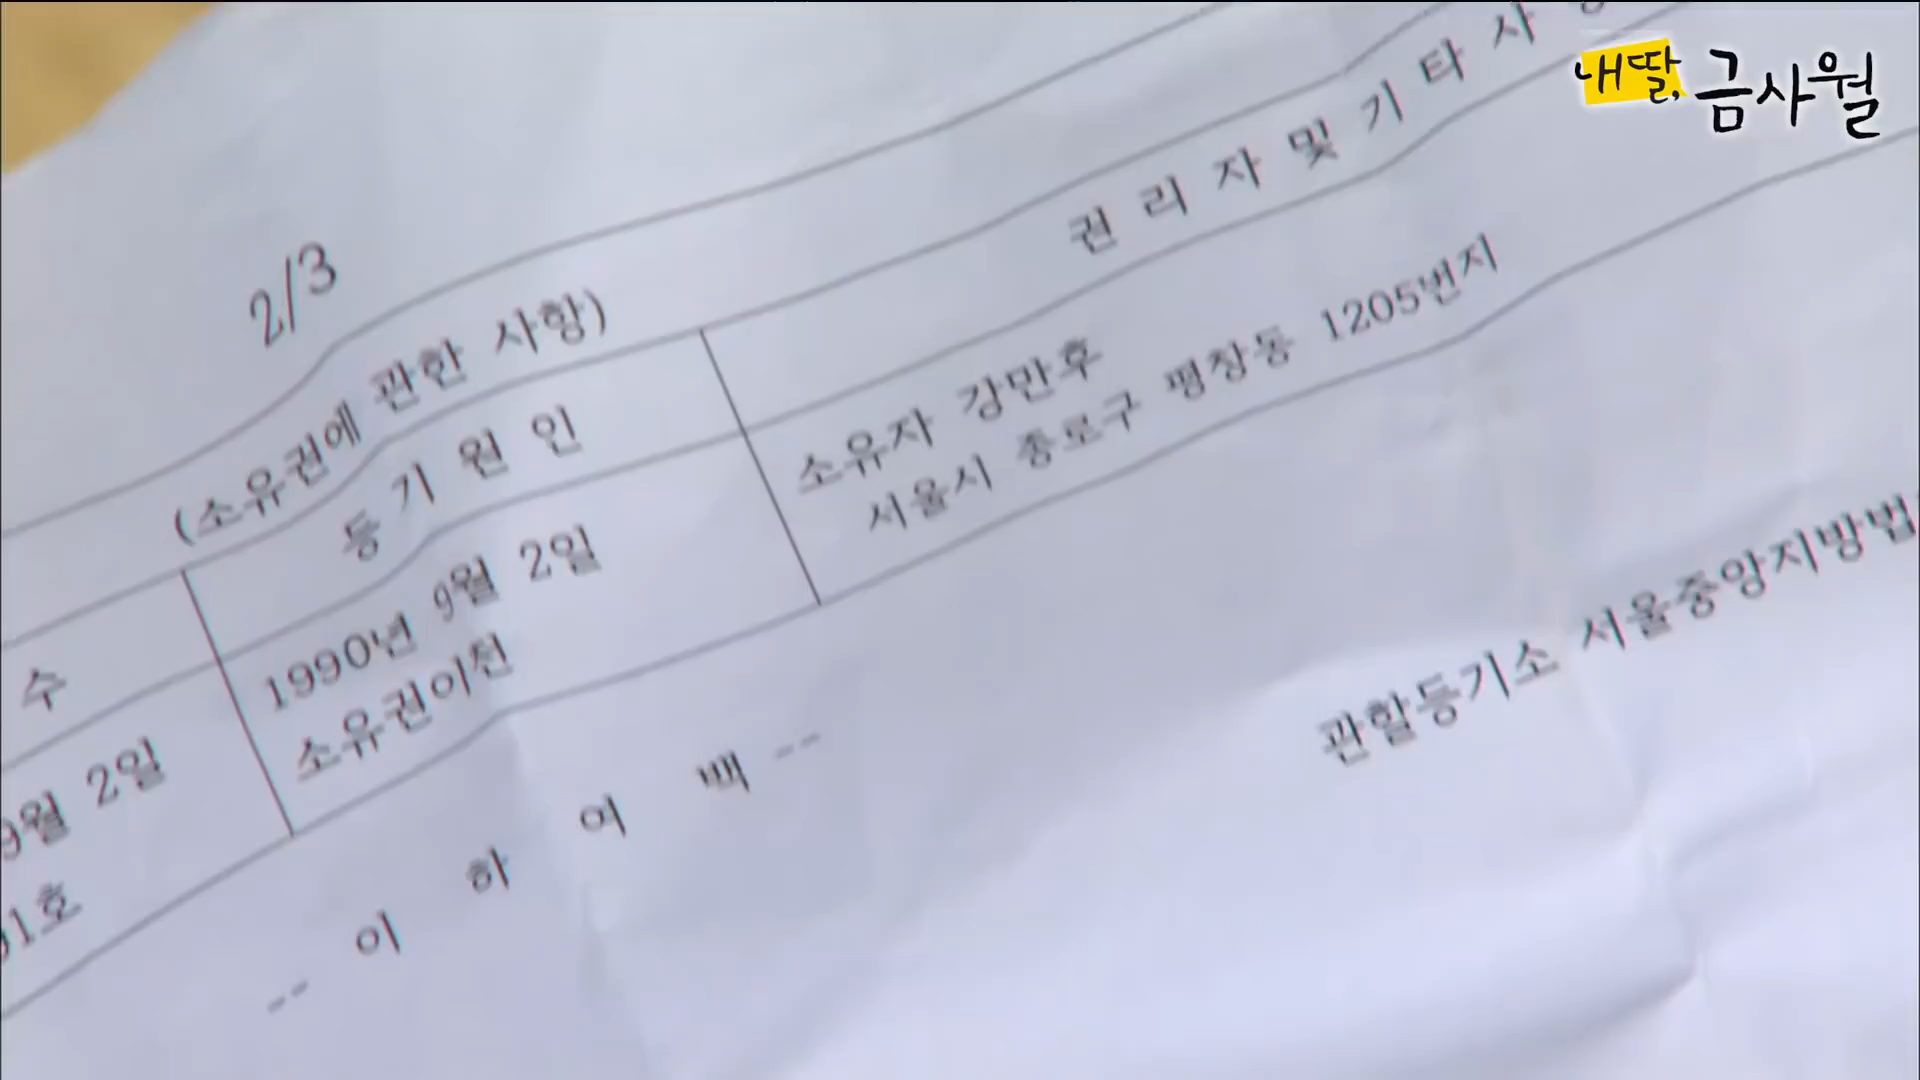 내 딸, 금사월
2/3
(소유권에 관한 사항)
등 기 원 인
권 리 자 및 기 타 사
수
9월 2일
1호
1990년 9월 2일
소유권이전
소유자 강만후
서울시 종로구 평창동 1205번지
-- 이 하 여 백 --
관할등기소 서울중앙지방법